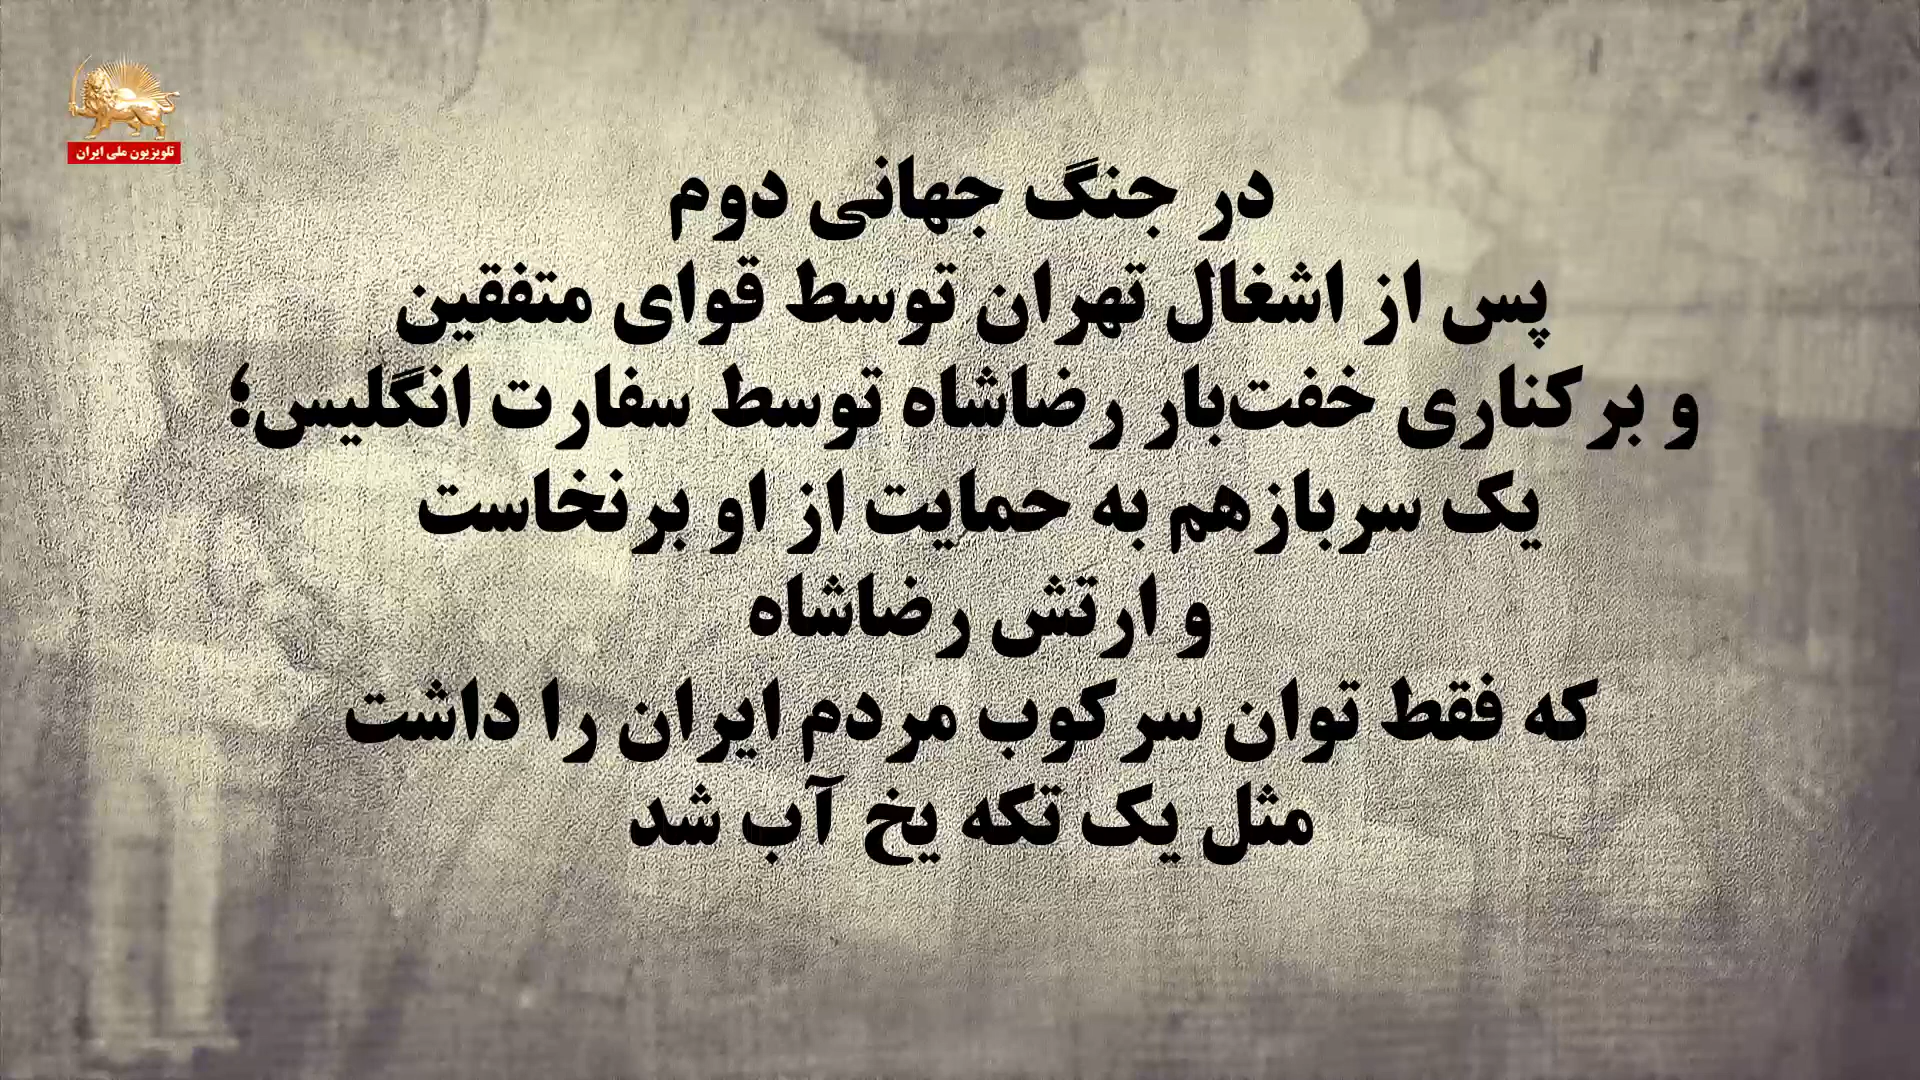 تلویزیون ملی ایران
در جنگ جهانی دوم
پس از اشغال تهران توسط قوای متفقین
و برکناری خفت‌بار رضاشاه توسط سفارت انگلیس؛
یک سربازهم به حمایت از او برنخاست
و ارتش رضاشاه
که فقط توان سرکوب مردم ایران را داشت
مثل یک تکه یخ آب شد